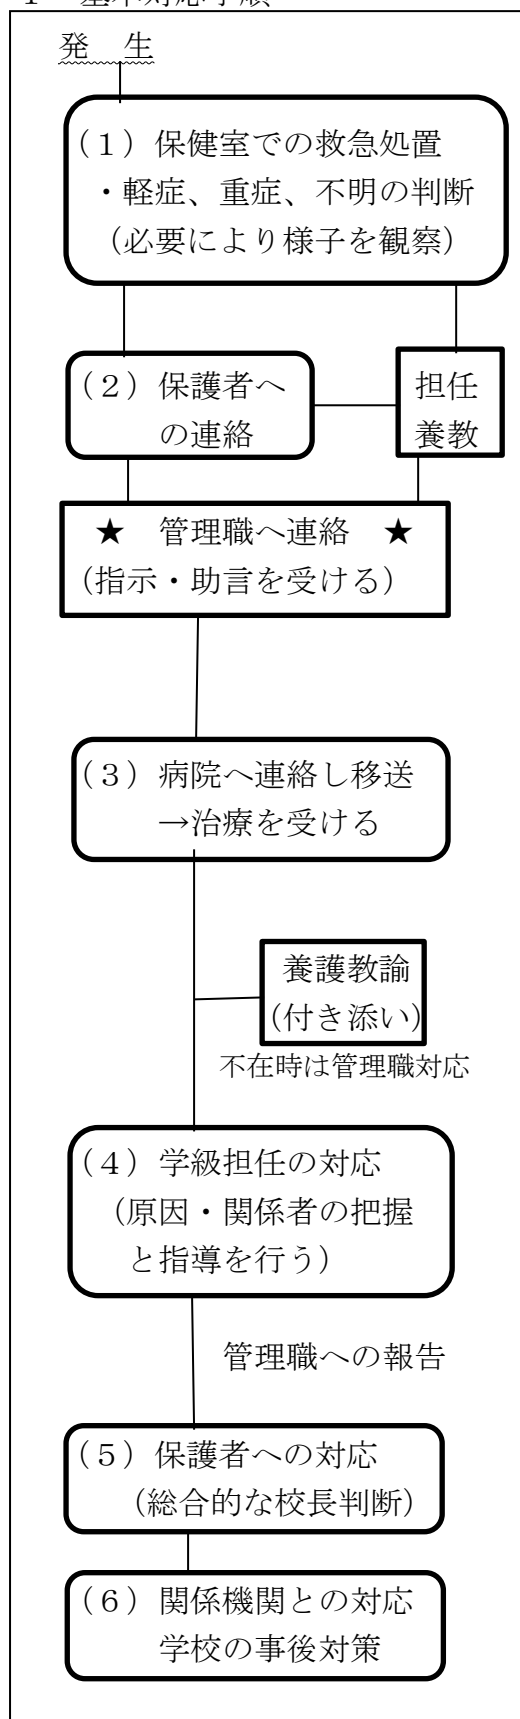 １　基本対応手順
発　生
（１）保健室での救急処置
・軽症、重症、不明の判断
（必要により様子を観察）
（２）保護者へ
の連絡
担任
養教
★　管理職へ連絡　★
（指示・助言を受ける）
（３）病院へ連絡し移送
→治療を受ける
養護教諭
（付き添い）
不在時は管理職対応
（４）学級担任の対応
（原因・関係者の把握
と指導を行う）
管理職への報告
（５）保護者への対応
（総合的な校長判断）
（６）関係機関との対応
学校の事後対策